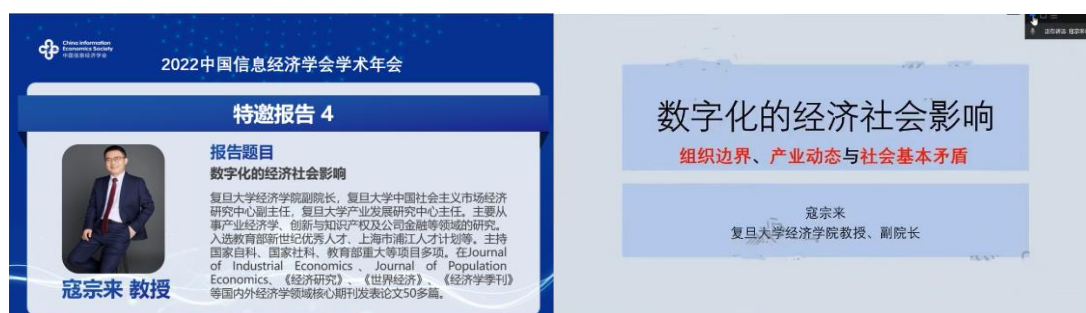 China Information
Economics Society
中国信息经济学会
2022中国信息经济学会学术年会
特邀报告 4
报告题目
数字化的经济社会影响
复旦大学经济学院副院长，复旦大学中国社会主义市场经济
研究中心副主任，复旦大学产业发展研究中心主任。主要从
事产业经济学、创新与知识产权及公司金融等领域的研究。
入选教育部新世纪优秀人才、上海市浦江人才计划等。主持
国家自科、国家社科、教育部重大等项目多项。在Journal
of Industrial Economics、Journal of Population
Economics、《经济研究》、《世界经济》、《经济学季刊》
等国内外经济学领域核心期刊发表论文50多篇。
寇宗来 教授
数字化的经济社会影响
组织边界、产业动态与社会基本矛盾
寇宗来
复旦大学经济学院教授、副院长